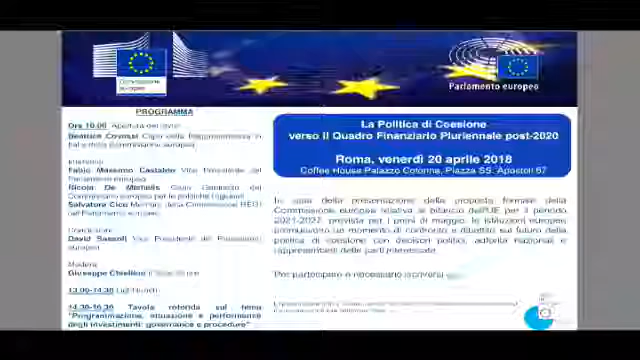 Commissione
europea
Parlamento europeo
PROGRAMMA
Ore 10.00 Apertura dei lavori
Beatrice Covassi Capo della Rappresentanza in
Italia della Commissione europea
Interventi
Fabio Massimo Castaldo Vice Presidente del
Parlamento europeo
Nicola De Michelis Capo Gabinetto del
Commissario europeo per le politiche regionali
Salvatore Cicu Membro della Commissione REGI
del Parlamento europeo
David Sassoli Vice Presidente del Parlamento
europeo
Modera
Giuseppe Chiellino Il Sole 24 ore
13.00-14.30
14.30-16.30 Tavola rotonda sul tema
"Programmazione, attuazione e performance
degli investimenti: governance e procedure"
La Politica di Coesione
verso il Quadro Finanziario Pluriennale post-2020
Roma, venerdì 20 aprile 2018
Coffee House Palazzo Colonna, Piazza SS. Apostoli 67
In vista della presentazione della proposta formale della
Commissione europea relativa al bilancio dell'UE per il periodo
2021-2027, prevista per i primi di maggio, le istituzioni europee
promuovono un momento di confronto e dibattito sul futuro della
politica di coesione con decisori politici, autorità nazionali e
rappresentanti delle parti interessate.
Per partecipare è necessario iscriversi